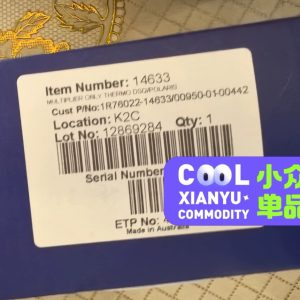 Item Number: 14633
MULTIPLIER ONLY THERMO DSQ/POLARIS
Cust P/No: 1R76022-14633/00950-01-00442
Location: K2C
Lot No: 12869284 Qty: 1
Serial Number
ETP No:
Made in Australia
COOL
XIANYU
COMMODITY
小众
单品